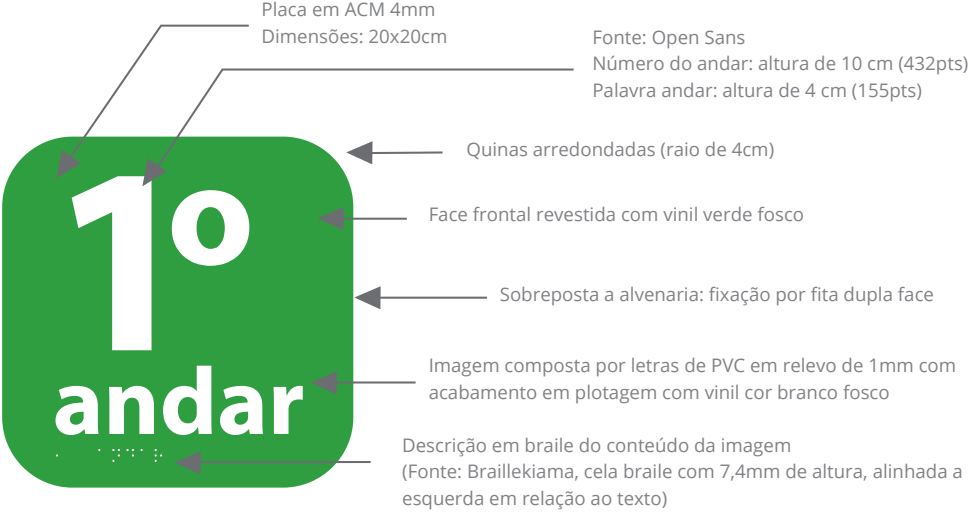 Placa em ACM 4mm
Dimensões: 20x20cm
Fonte: Open Sans
Número do andar: altura de 10 cm (432pts)
Palavra andar: altura de 4 cm (155pts)
Quinas arredondadas (raio de 4cm)
1º
Face frontal revestida com vinil verde fosco
Sobreposta a alvenaria: fixação por fita dupla face
Imagem composta por letras de PVC em relevo de 1mm com
acabamento em plotagem com vinil cor branco fosco
andar
Descrição em braile do conteúdo da imagem
(Fonte: Braillekiama, cela braile com 7,4mm de altura, alinhada a
esquerda em relação ao texto)